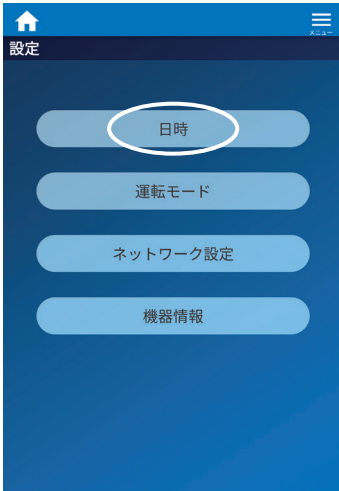 メニュー
設定
日時
運転モード
ネットワーク設定
機器情報